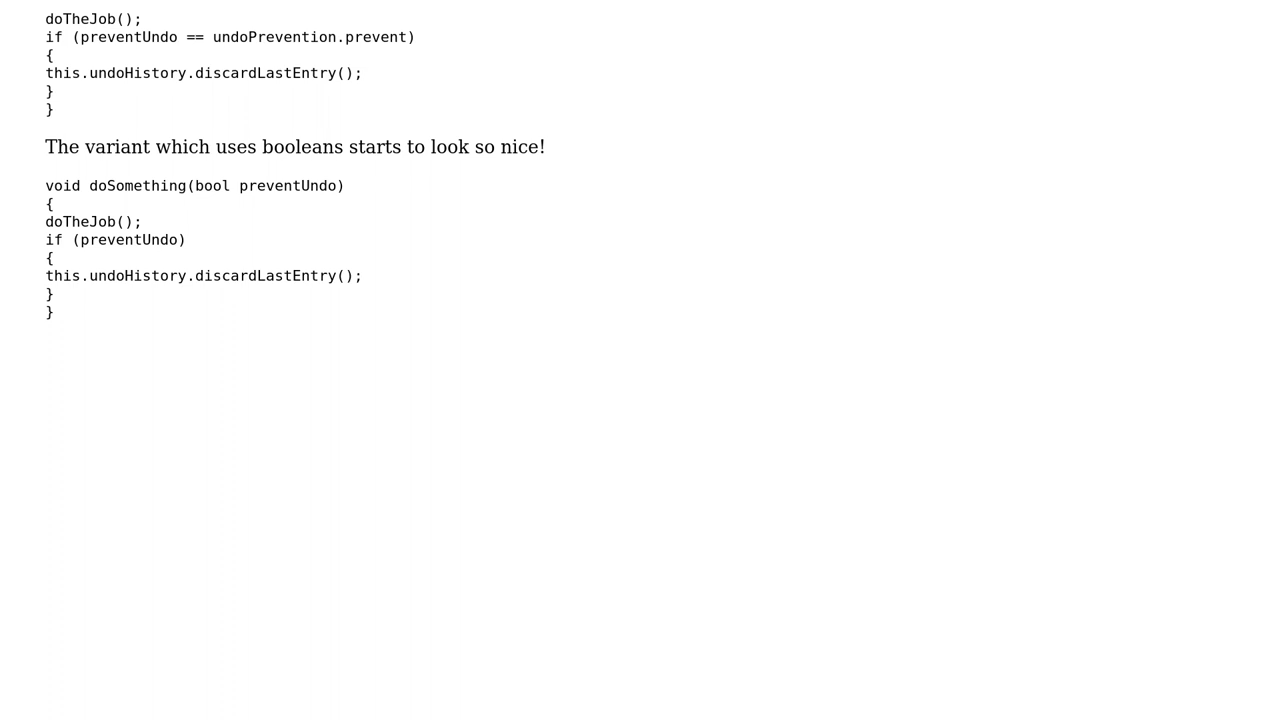 doTheJob();
if (preventUndo == undoPrevention.prevent)
{
this.undoHistory.discardLastEntry();
}
}
The variant which uses booleans starts to look so nice!
void doSomething(bool preventUndo)
{
doTheJob();
if (preventUndo)
{
this.undoHistory.discardLastEntry();
}
}